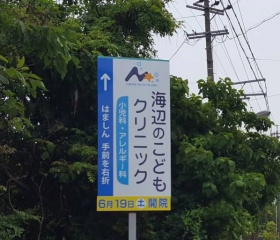 海辺のこども
クリニック
小児科・アレルギー科
はましん 手前を右折
6月19日土開院